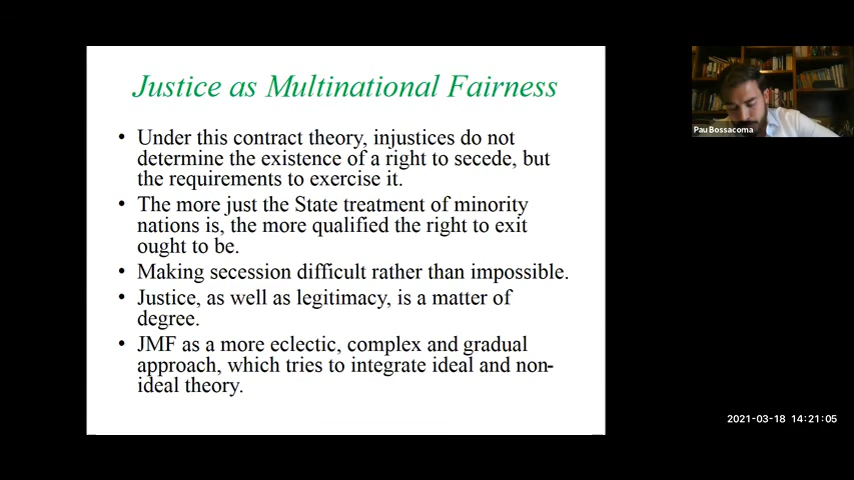 Justice as Multinational Fairness
• Under this contract theory, injustices do not
determine the existence of a right to secede, but
the requirements to exercise it.
• The more just the State treatment of minority
nations is, the more qualified the right to exit
ought to be.
• Making secession difficult rather than impossible.
• Justice, as well as legitimacy, is a matter of
degree.
• JMF as a more eclectic, complex and gradual
approach, which tries to integrate ideal and non-
ideal theory.
Pau Bossacoma
2021-03-18 14:21:05